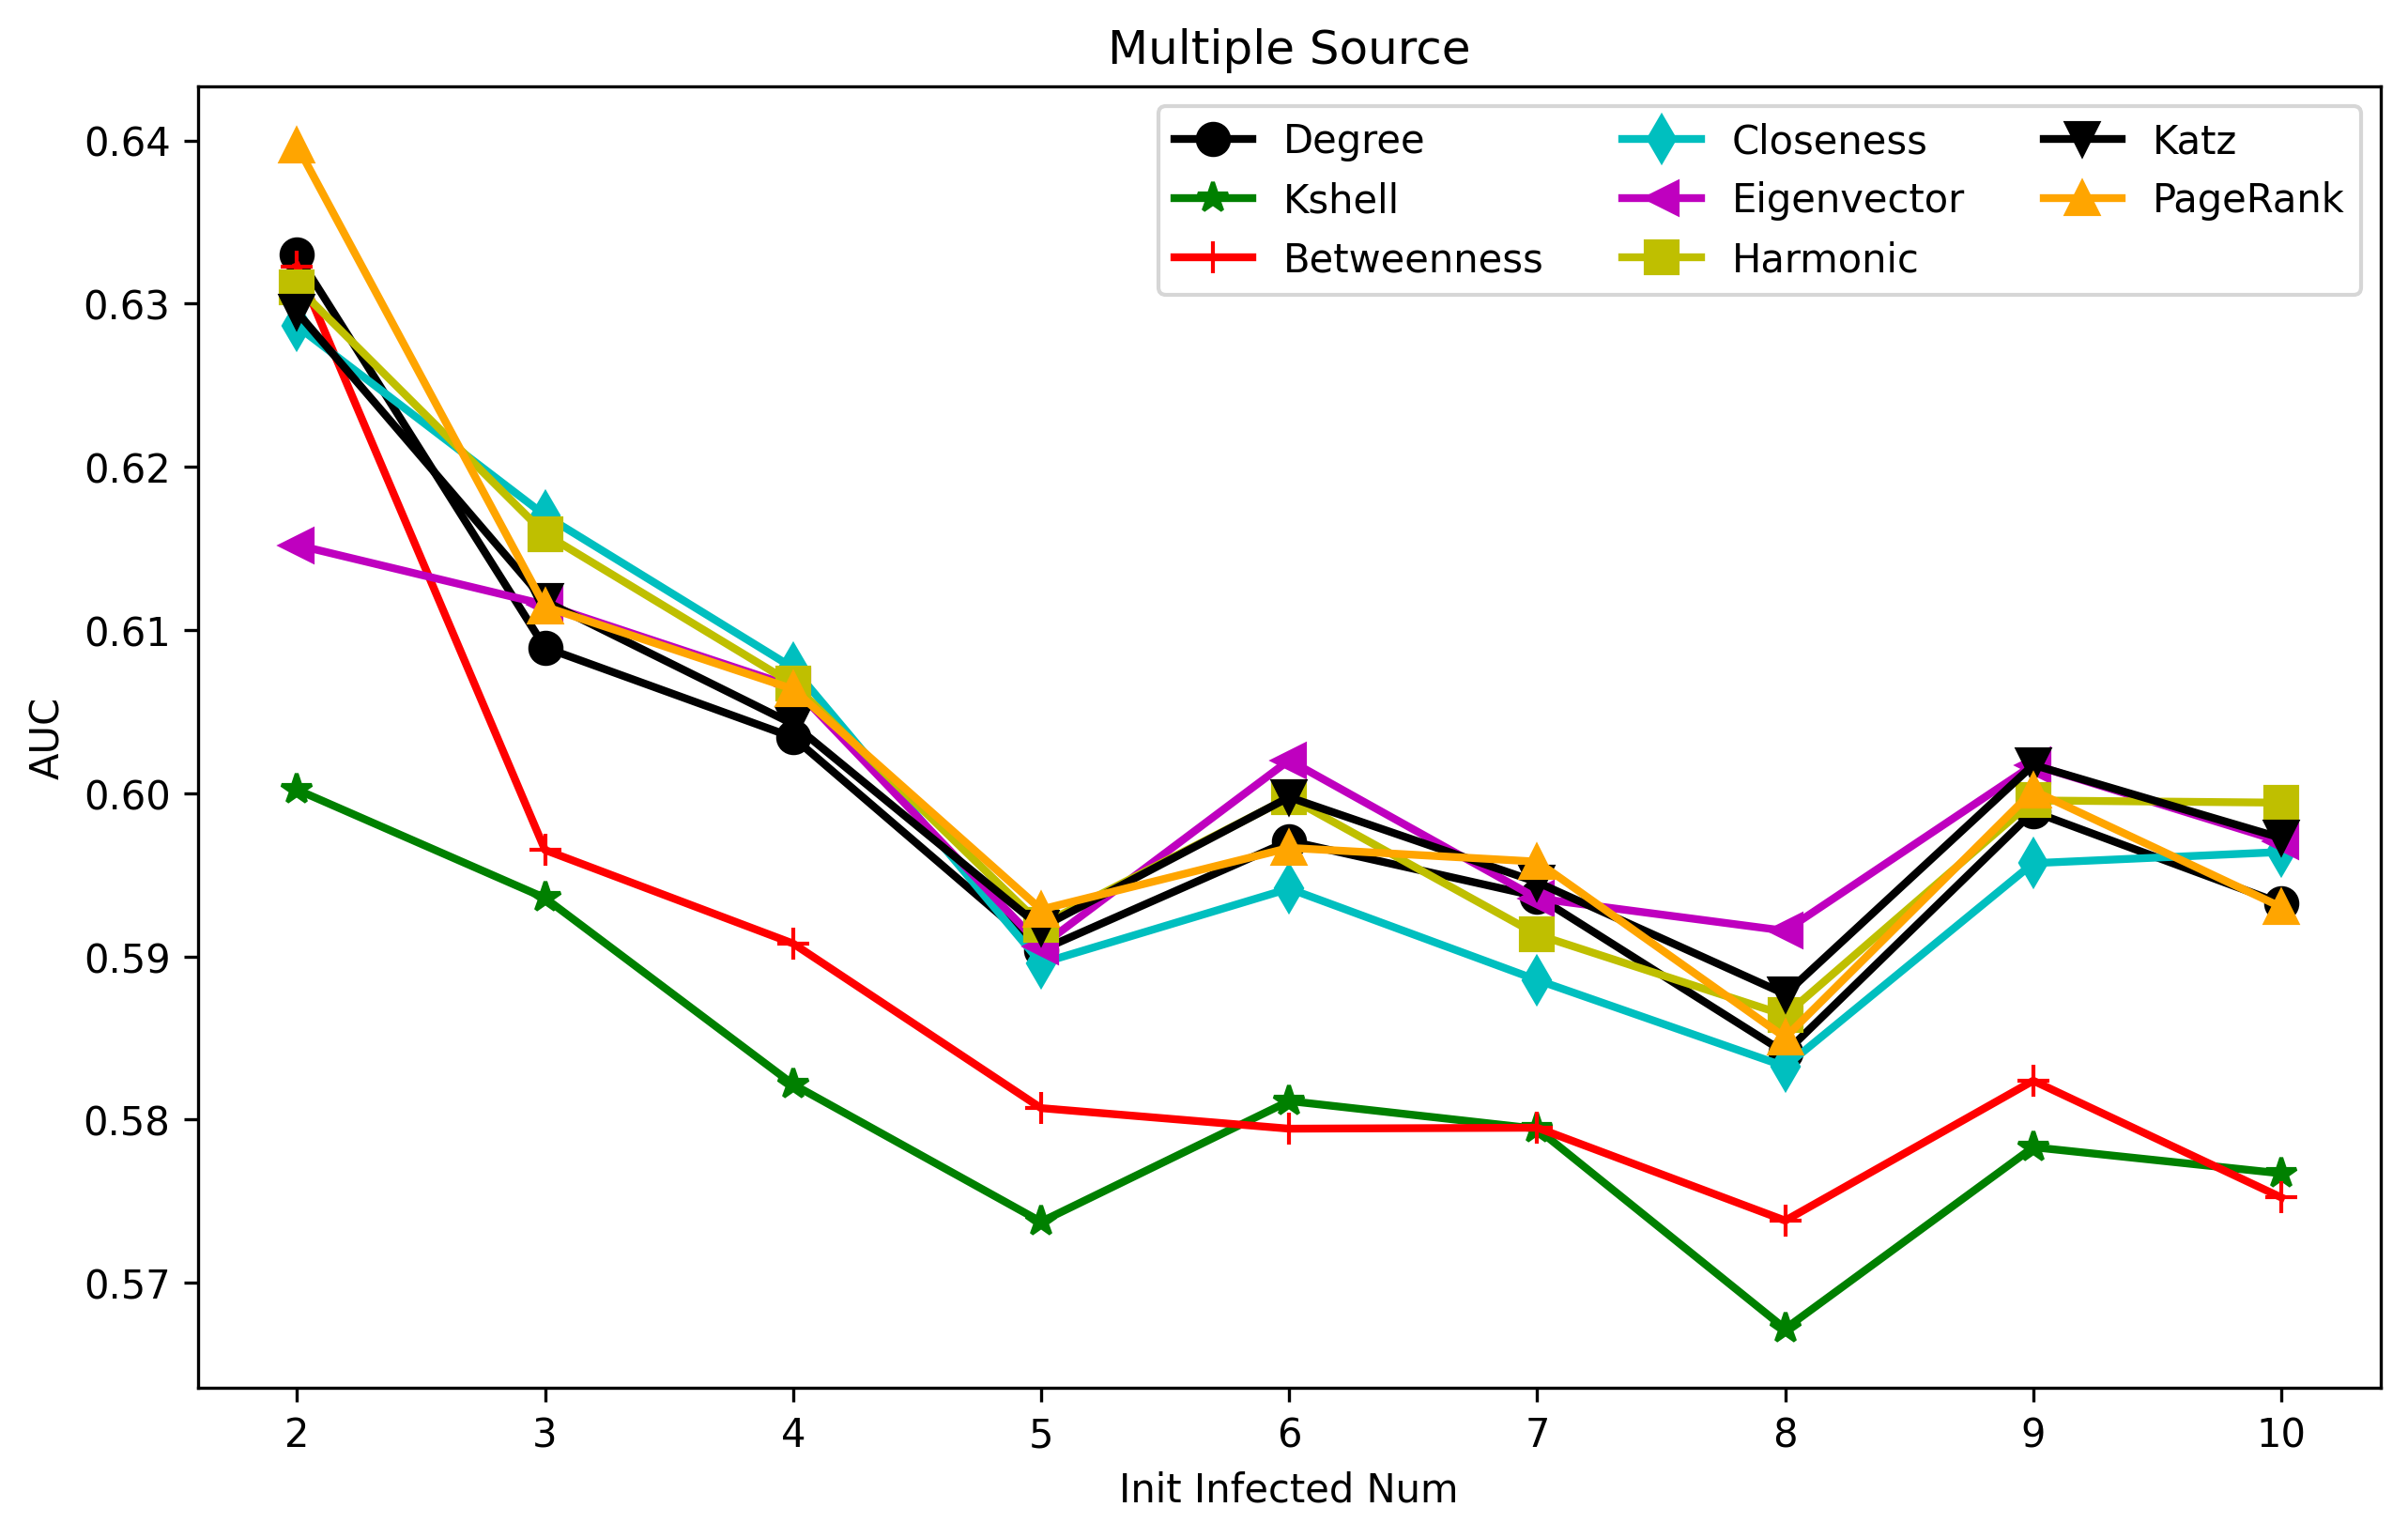 Multiple Source
Degree
Kshell
Betweenness
Closeness
Eigenvector
Harmonic
Katz
PageRank
AUC
0.64
0.63
0.62
0.61
0.60
0.59
0.58
0.57
2 3 4 5 6 7 8 9 10
Init Infected Num